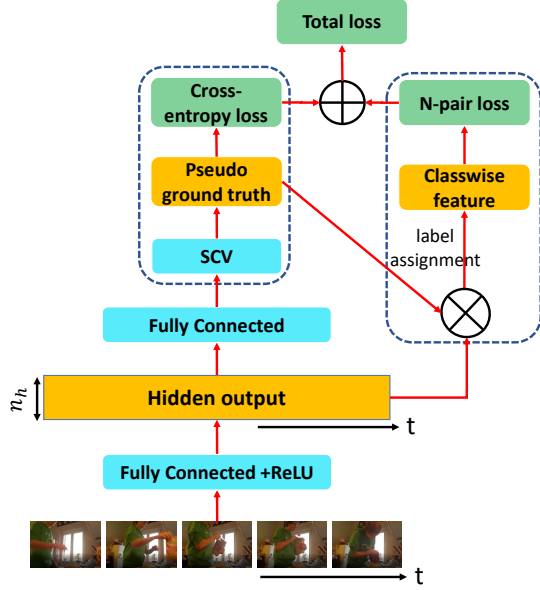 Total loss
Cross-
entropy loss
N-pair loss
Pseudo
ground truth
Classwise
feature
label
assignment
SCV
Fully Connected
n_h
Hidden output
t
Fully Connected +ReLU
t